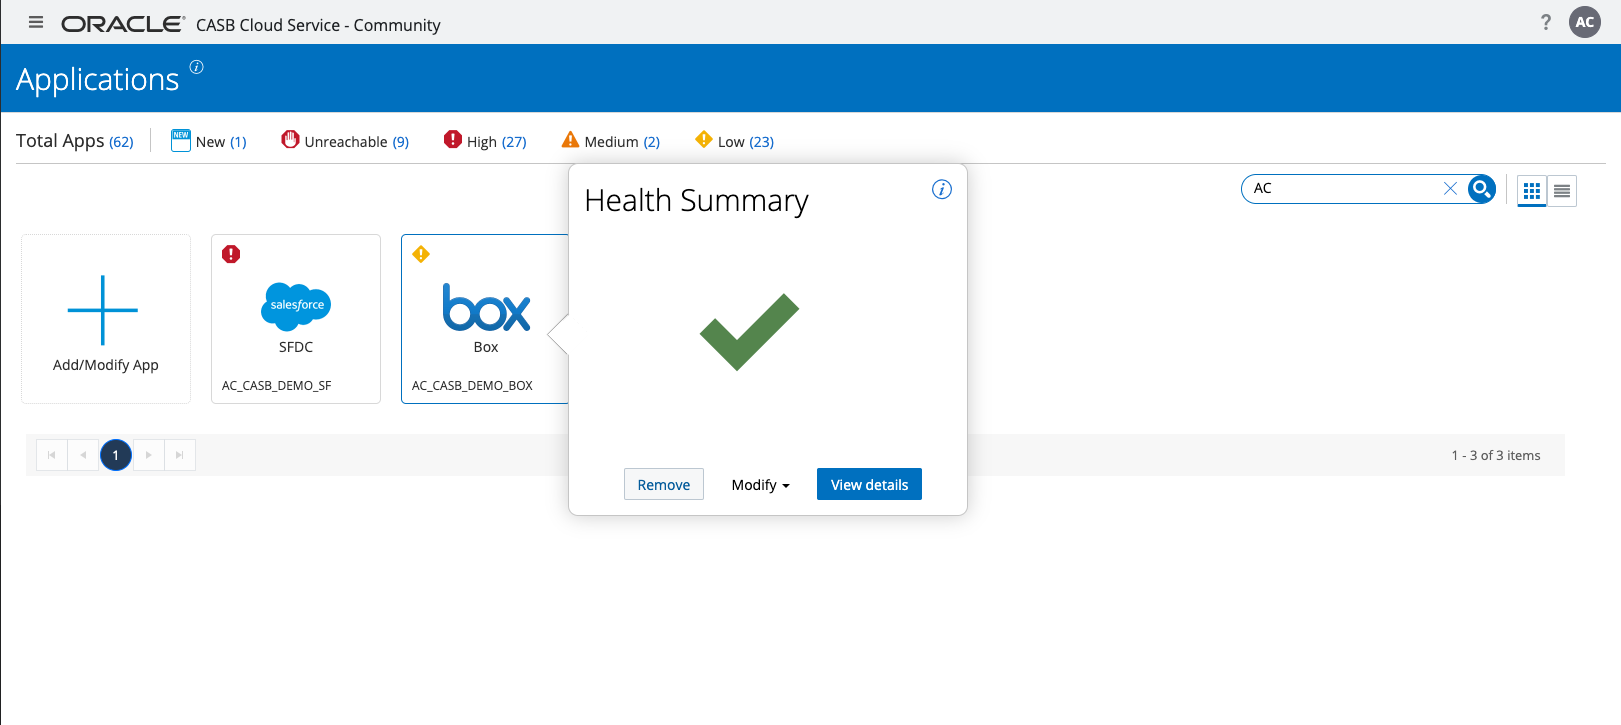 ORACLE® CASB Cloud Service - Community
? AC
Applications i
Total Apps (62) NEW New (1) Unreachable (9) ! High (27) ! Medium (2) ! Low (23)
Health Summary i
AC
Add/Modify App
!
salesforce
SFDC
AC_CASB_DEMO_SF
!
box
Box
AC_CASB_DEMO_BOX
Remove Modify View details
1
1 - 3 of 3 items